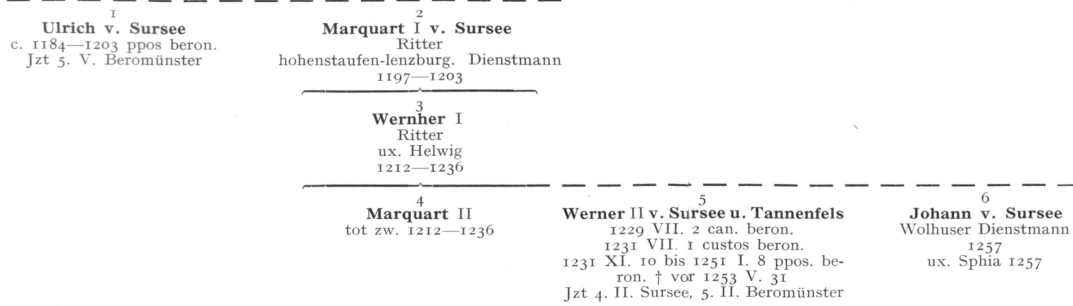 1
Ulrich v. Sursee
c. 1184—1203 ppos beron.
Jzt 5. V. Beromünster
2
Marquart I v. Sursee
Ritter
hohenstaufen-lenzburg. Dienstmann
1197—1203
3
Wernher I
Ritter
ux. Helwig
1212—1236
4
Marquart II
tot zw. 1212—1236
5
Werner II v. Sursee u. Tannenfels
1229 VII. 2 can. beron.
1231 VII. 1 custos beron.
1231 XI. 10 bis 1251 I. 8 ppos. be-
ron. † vor 1253 V. 31
Jzt 4. II. Sursee, 5. II. Beromünster
6
Johann v. Sursee
Wolhuser Dienstmann
1257
ux. Sphia 1257